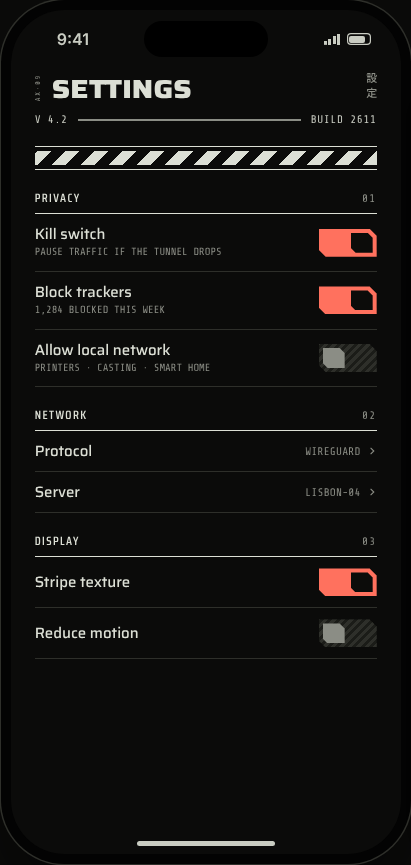 9:41
AX-09
SETTINGS
設定
V 4.2
BUILD 2611
PRIVACY 01
Kill switch
PAUSE TRAFFIC IF THE TUNNEL DROPS
Block trackers
1,284 BLOCKED THIS WEEK
Allow local network
PRINTERS · CASTING · SMART HOME
NETWORK 02
Protocol WIREGUARD >
Server LISBON-04 >
DISPLAY 03
Stripe texture
Reduce motion